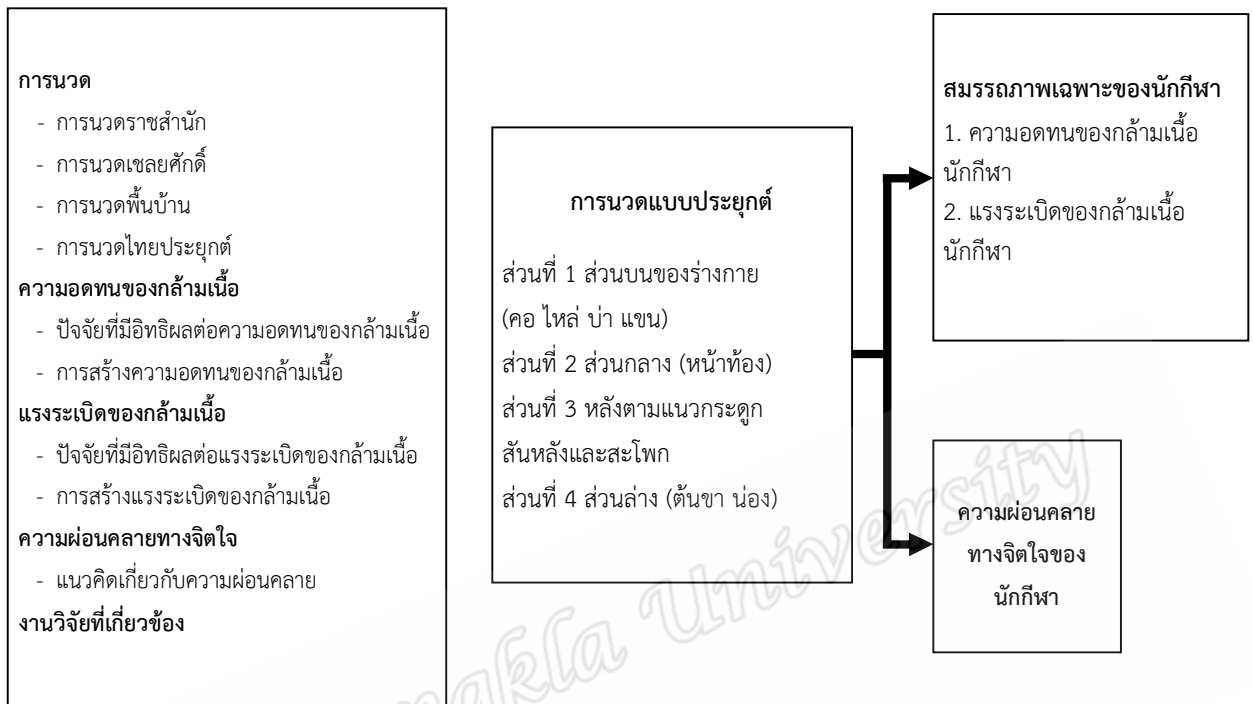 การนวด
- การนวดราชสำนัก
- การนวดเชลยศักดิ์
- การนวดพื้นบ้าน
- การนวดไทยประยุกต์
ความอดทนของกล้ามเนื้อ
- ปัจจัยที่มีอิทธิผลต่อความอดทนของกล้ามเนื้อ
- การสร้างความอดทนของกล้ามเนื้อ
แรงระเบิดของกล้ามเนื้อ
- ปัจจัยที่มีอิทธิผลต่อแรงระเบิดของกล้ามเนื้อ
- การสร้างแรงระเบิดของกล้ามเนื้อ
ความผ่อนคลายทางจิตใจ
- แนวคิดเกี่ยวกับความผ่อนคลาย
งานวิจัยที่เกี่ยวข้อง
การนวดแบบประยุกต์
ส่วนที่ 1 ส่วนบนของร่างกาย
(คอ ไหล่ บ่า แขน)
ส่วนที่ 2 ส่วนกลาง (หน้าท้อง)
ส่วนที่ 3 หลังตามแนวกระดูก
สันหลังและสะโพก
ส่วนที่ 4 ส่วนล่าง (ต้นขา น่อง)
สมรรถภาพเฉพาะของนักกีฬา
1. ความอดทนของกล้ามเนื้อ
นักกีฬา
2. แรงระเบิดของกล้ามเนื้อ
นักกีฬา
ความผ่อนคลาย
ทางจิตใจของ
นักกีฬา
University